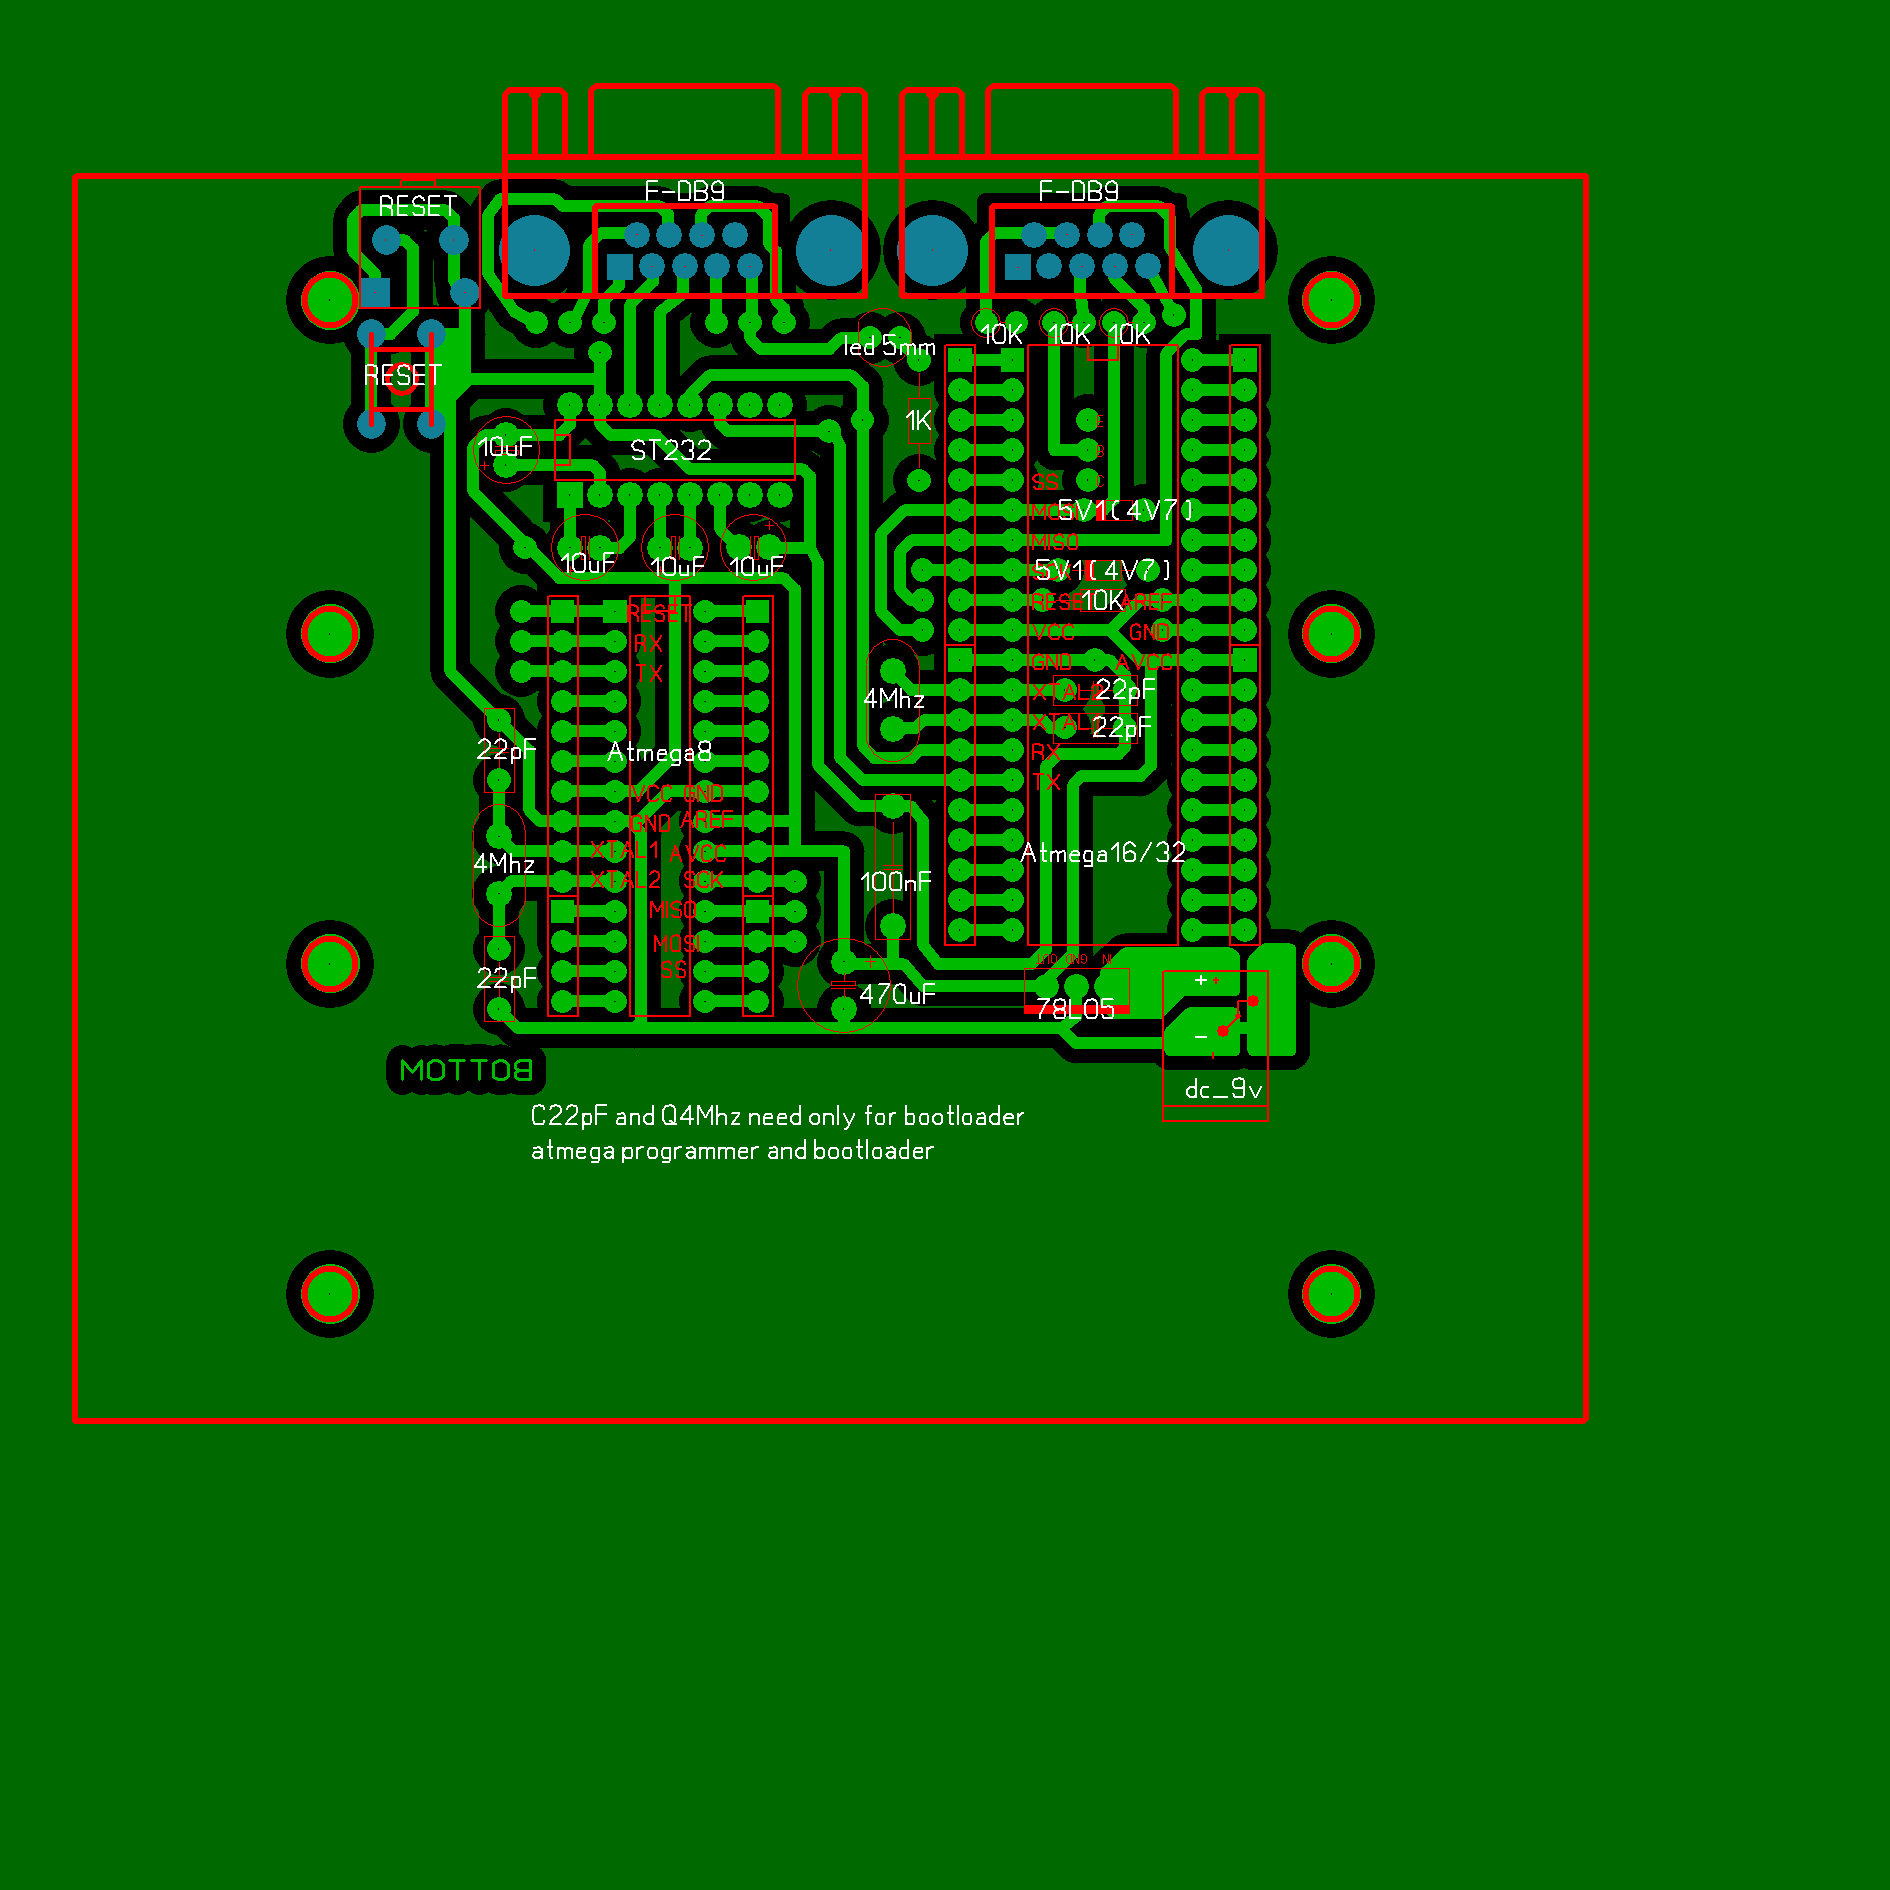 F-DB9
F-DB9
RESET
10K
10K
10K
led 5mm
RESET
1K
10uF
ST232
SS
5V1(4V7)
MISO
10uF
10uF
10uF
5V1(4V7)
10K
AREF
RESET
RX
TX
VCC
GND
GND
AVCC
4Mhz
XTAL2
22pF
XTAL1
22pF
RX
TX
22pF
Atmega8
VCC
GND
GND
AREF
XTAL1
AVCC
4Mhz
XTAL2
SCK
Atmega16/32
100nF
MISO
MOSI
SS
22pF
470uF
GND
IN
78L05
+
-
dc_9v
BOTTOM
C22pF and Q4Mhz need only for bootloader
atmega programmer and bootloader